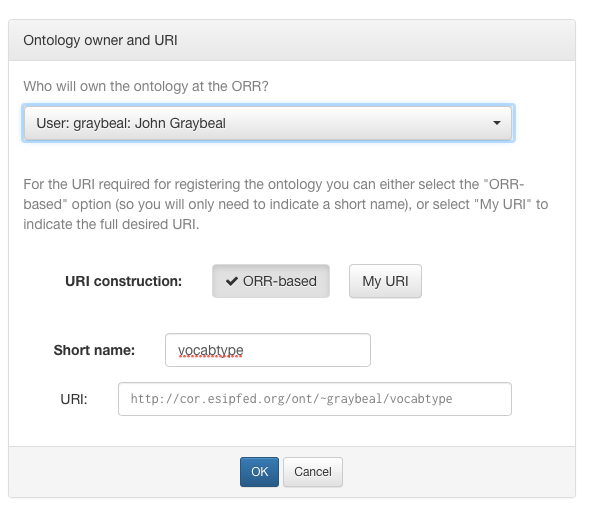 Ontology owner and URI
Who will own the ontology at the ORR?
User: graybeal: John Graybeal
For the URI required for registering the ontology you can either select the "ORR-
based" option (so you will only need to indicate a short name), or select "My URI" to
indicate the full desired URI.
URI construction: ORR-based My URI
Short name: vocabtype
URI: http://cor.esipfed.org/ont/~graybeal/vocabtype
OK Cancel